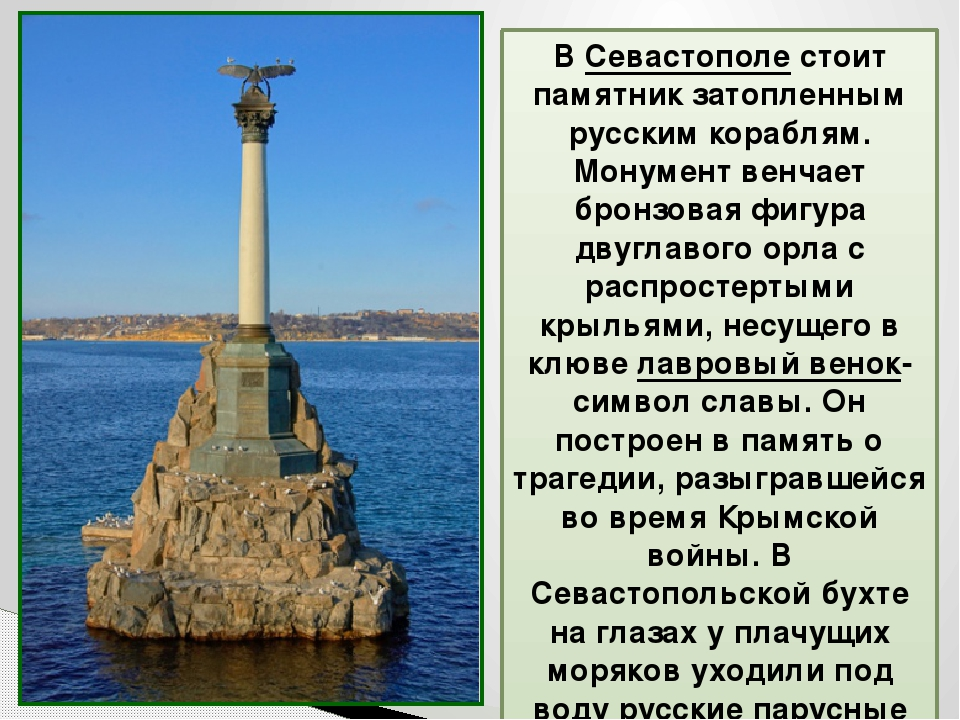 В Севастополе стоит
памятник затопленным
русским кораблям.
Монумент венчает
бронзовая фигура
двуглавого орла с
распростертыми
крыльями, несущего в
клюве лавровый венок-
символ славы. Он
построен в память о
трагедии, разыгравшейся
во время Крымской
войны. В
Севастопольской бухте
на глазах у плачущих
моряков уходили под
воду русские парусные